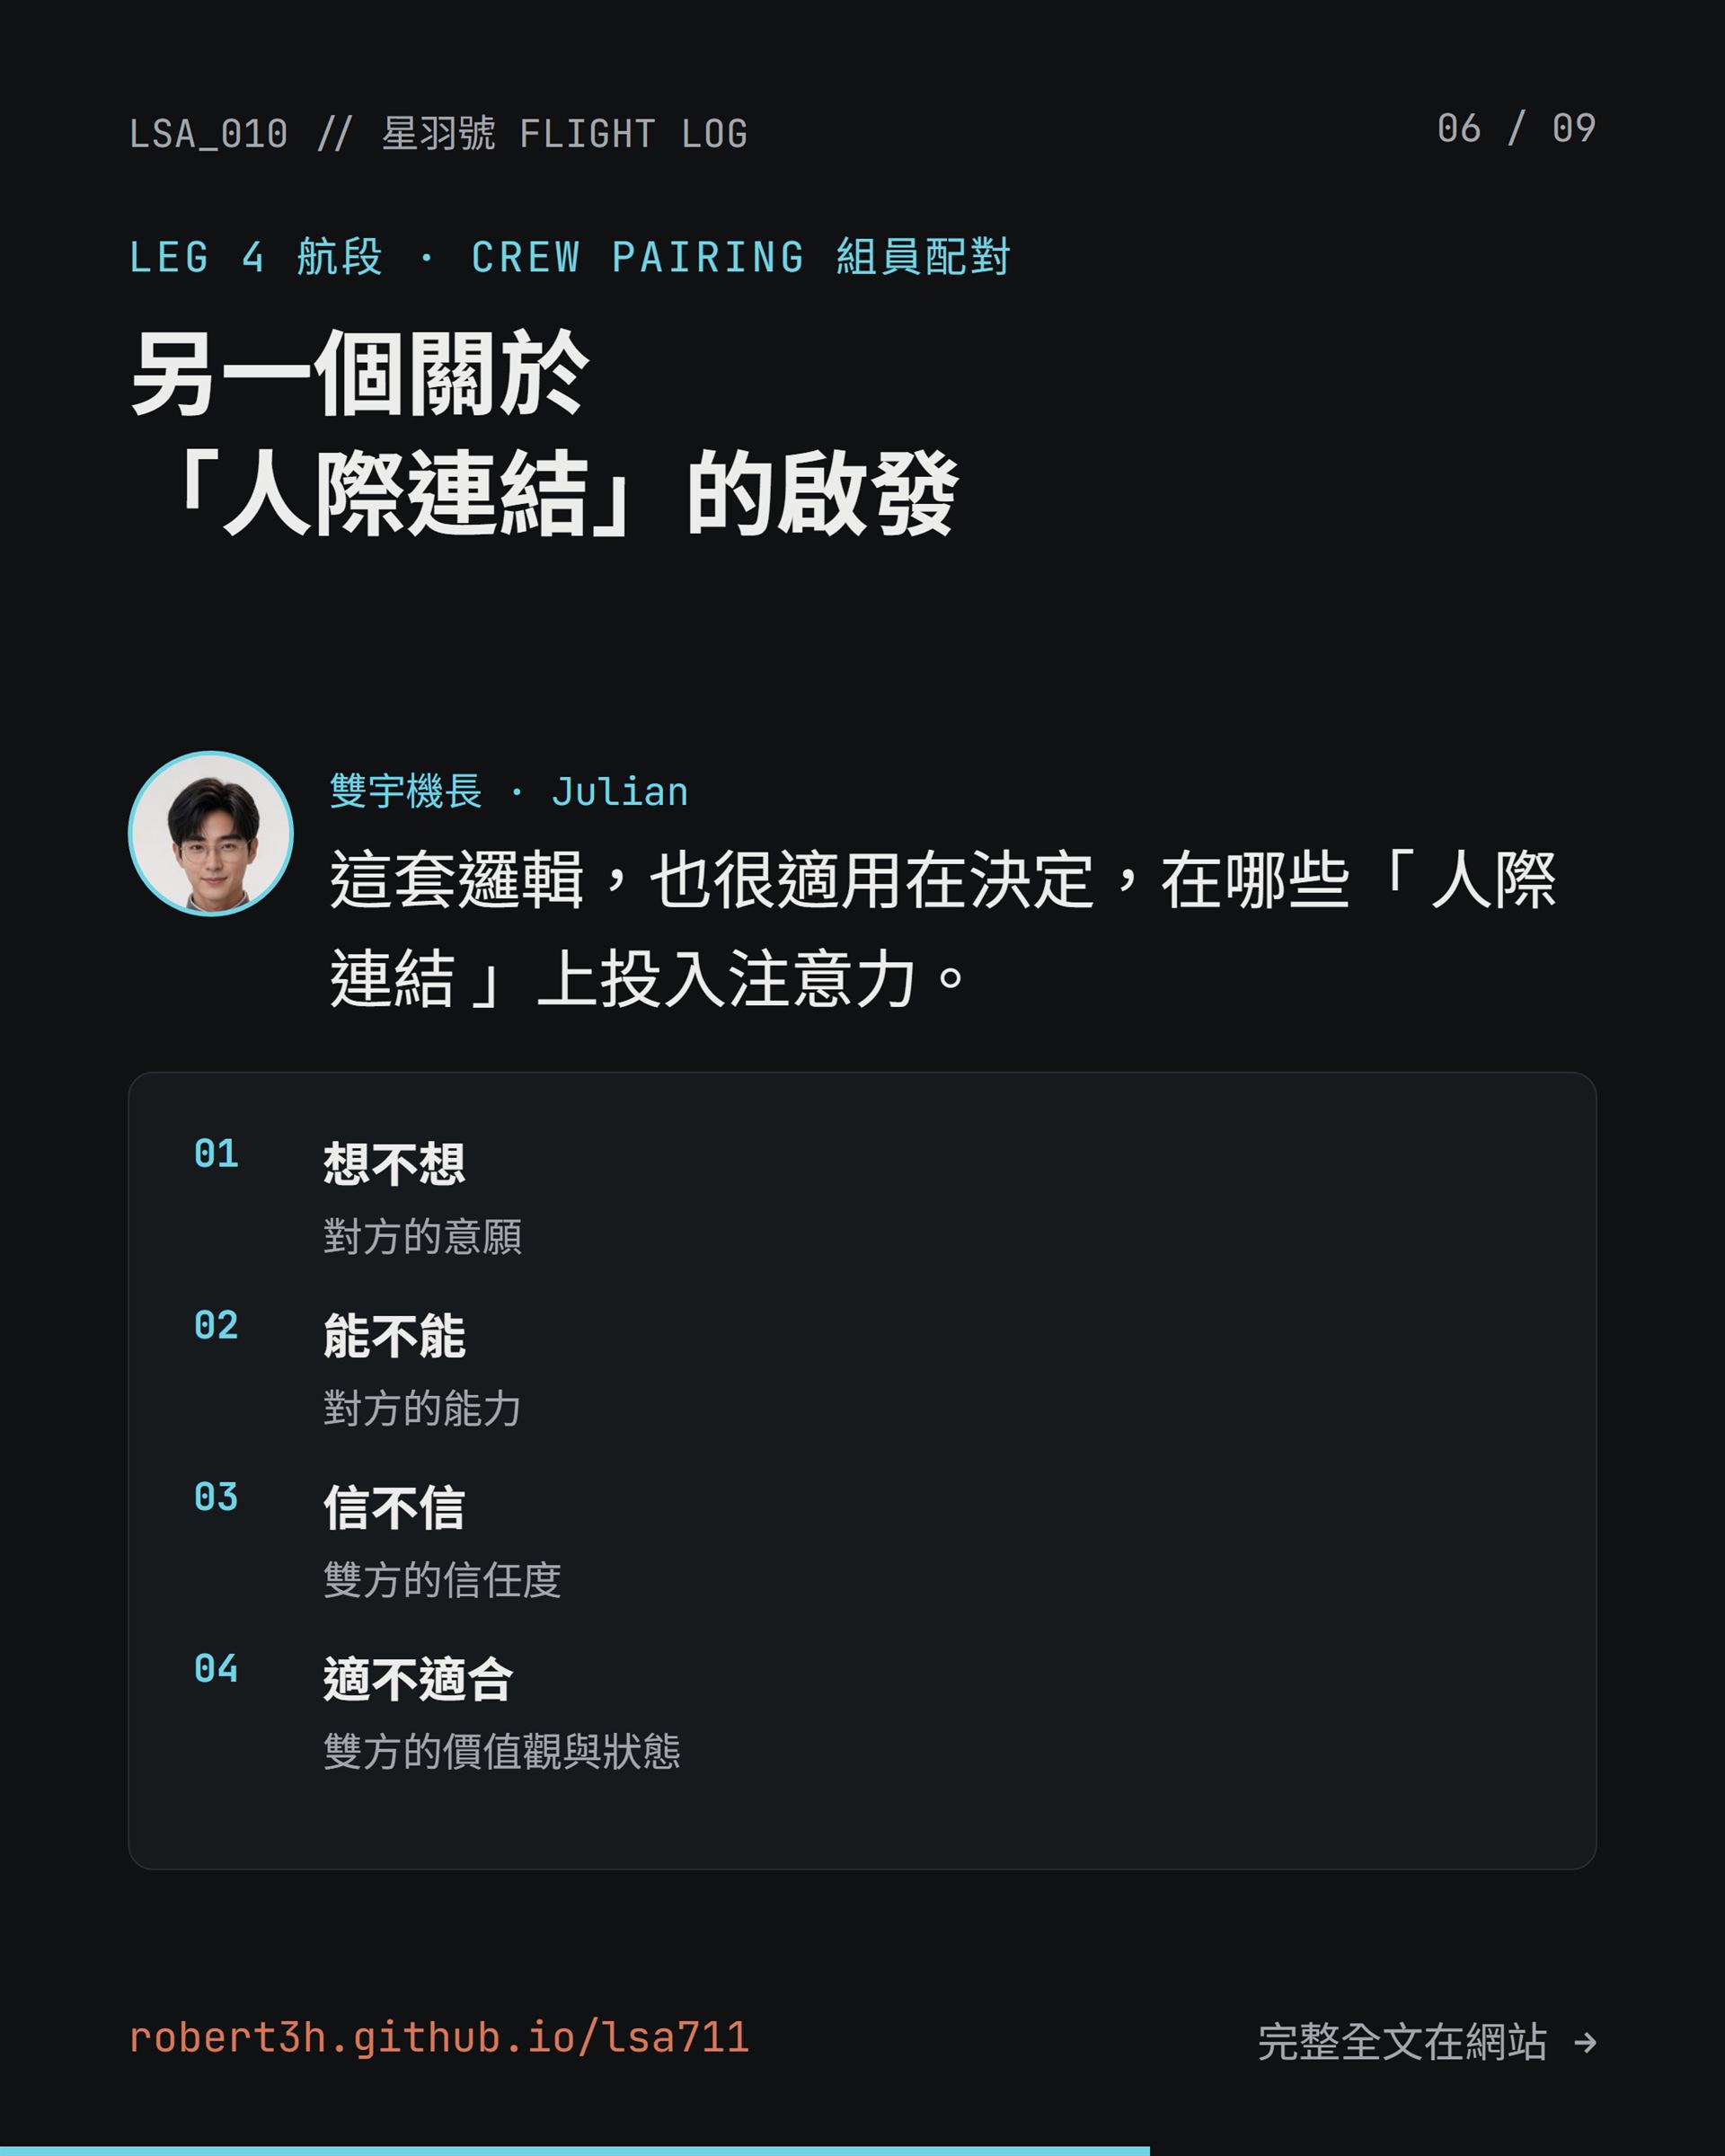 LSA_010 // 星羽號 FLIGHT LOG
06 / 09
LEG 4 航段 · CREW PAIRING 組員配對
另一個關於
「人際連結」的啟發
雙宇機長 · Julian
這套邏輯，也很適用在決定，在哪些「 人際
連結 」上投入注意力。
01 想不想
對方的意願
02 能不能
對方的能力
03 信不信
雙方的信任度
04 適不適合
雙方的價值觀與狀態
robert3h.github.io/lsa711
完整全文在網站 →